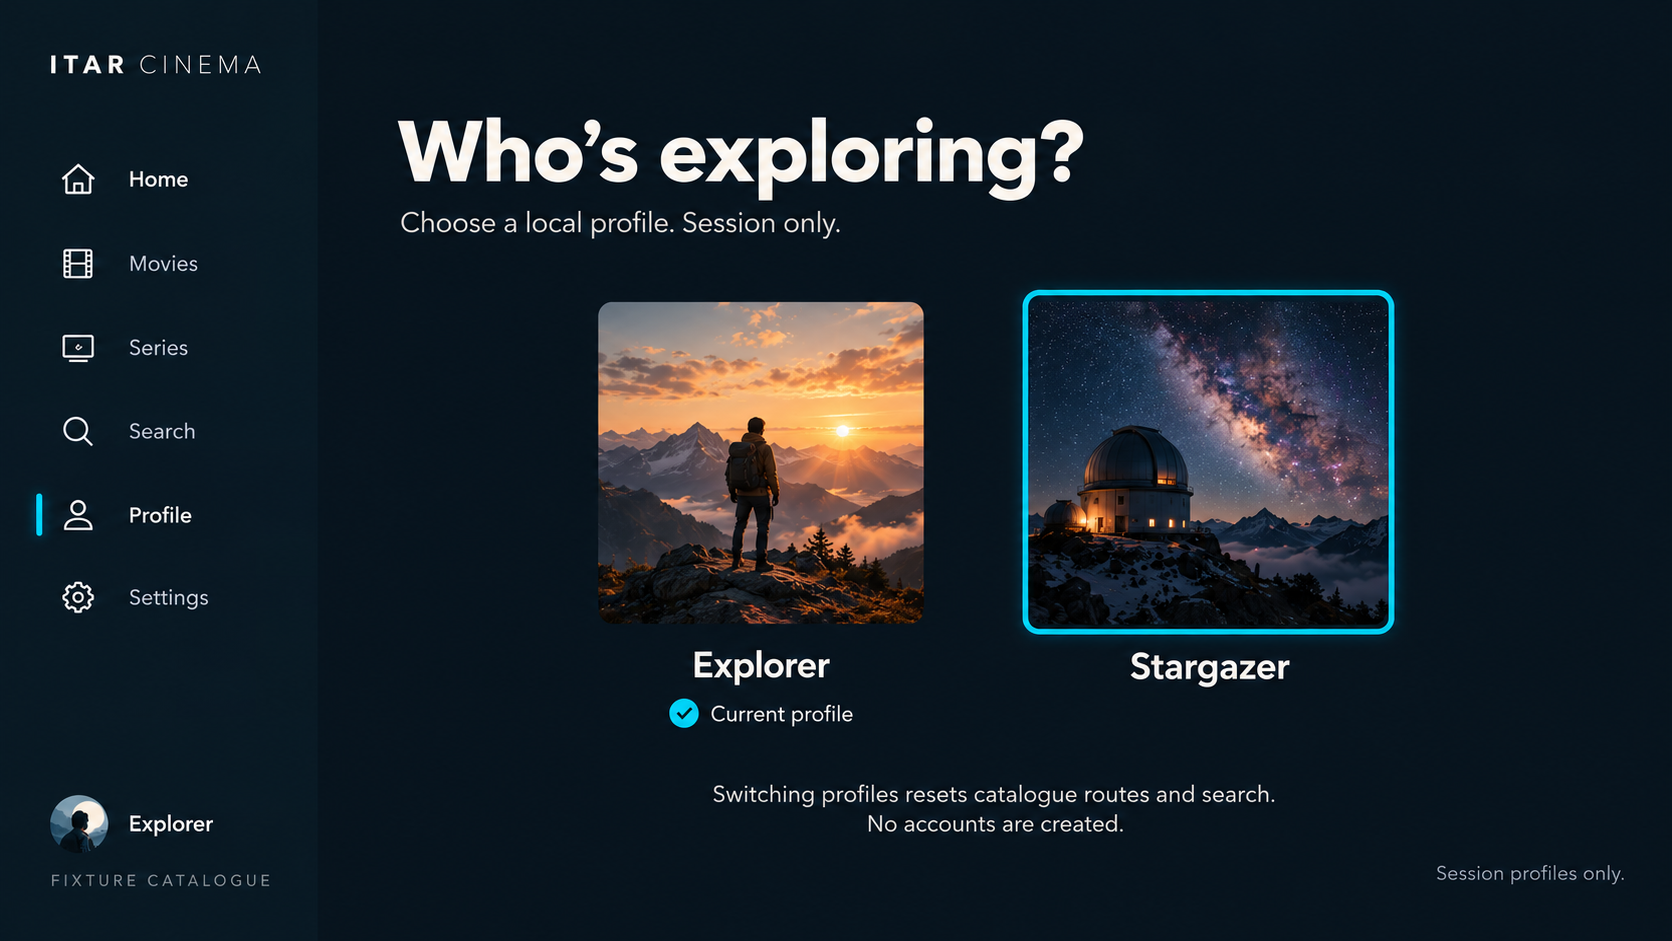 ITAR CINEMA
Home
Movies
Series
Search
Profile
Settings
Explorer
FIXTURE CATALOGUE
Who’s exploring?
Choose a local profile. Session only.
Explorer
Current profile
Stargazer
Switching profiles resets catalogue routes and search.
No accounts are created.
Session profiles only.